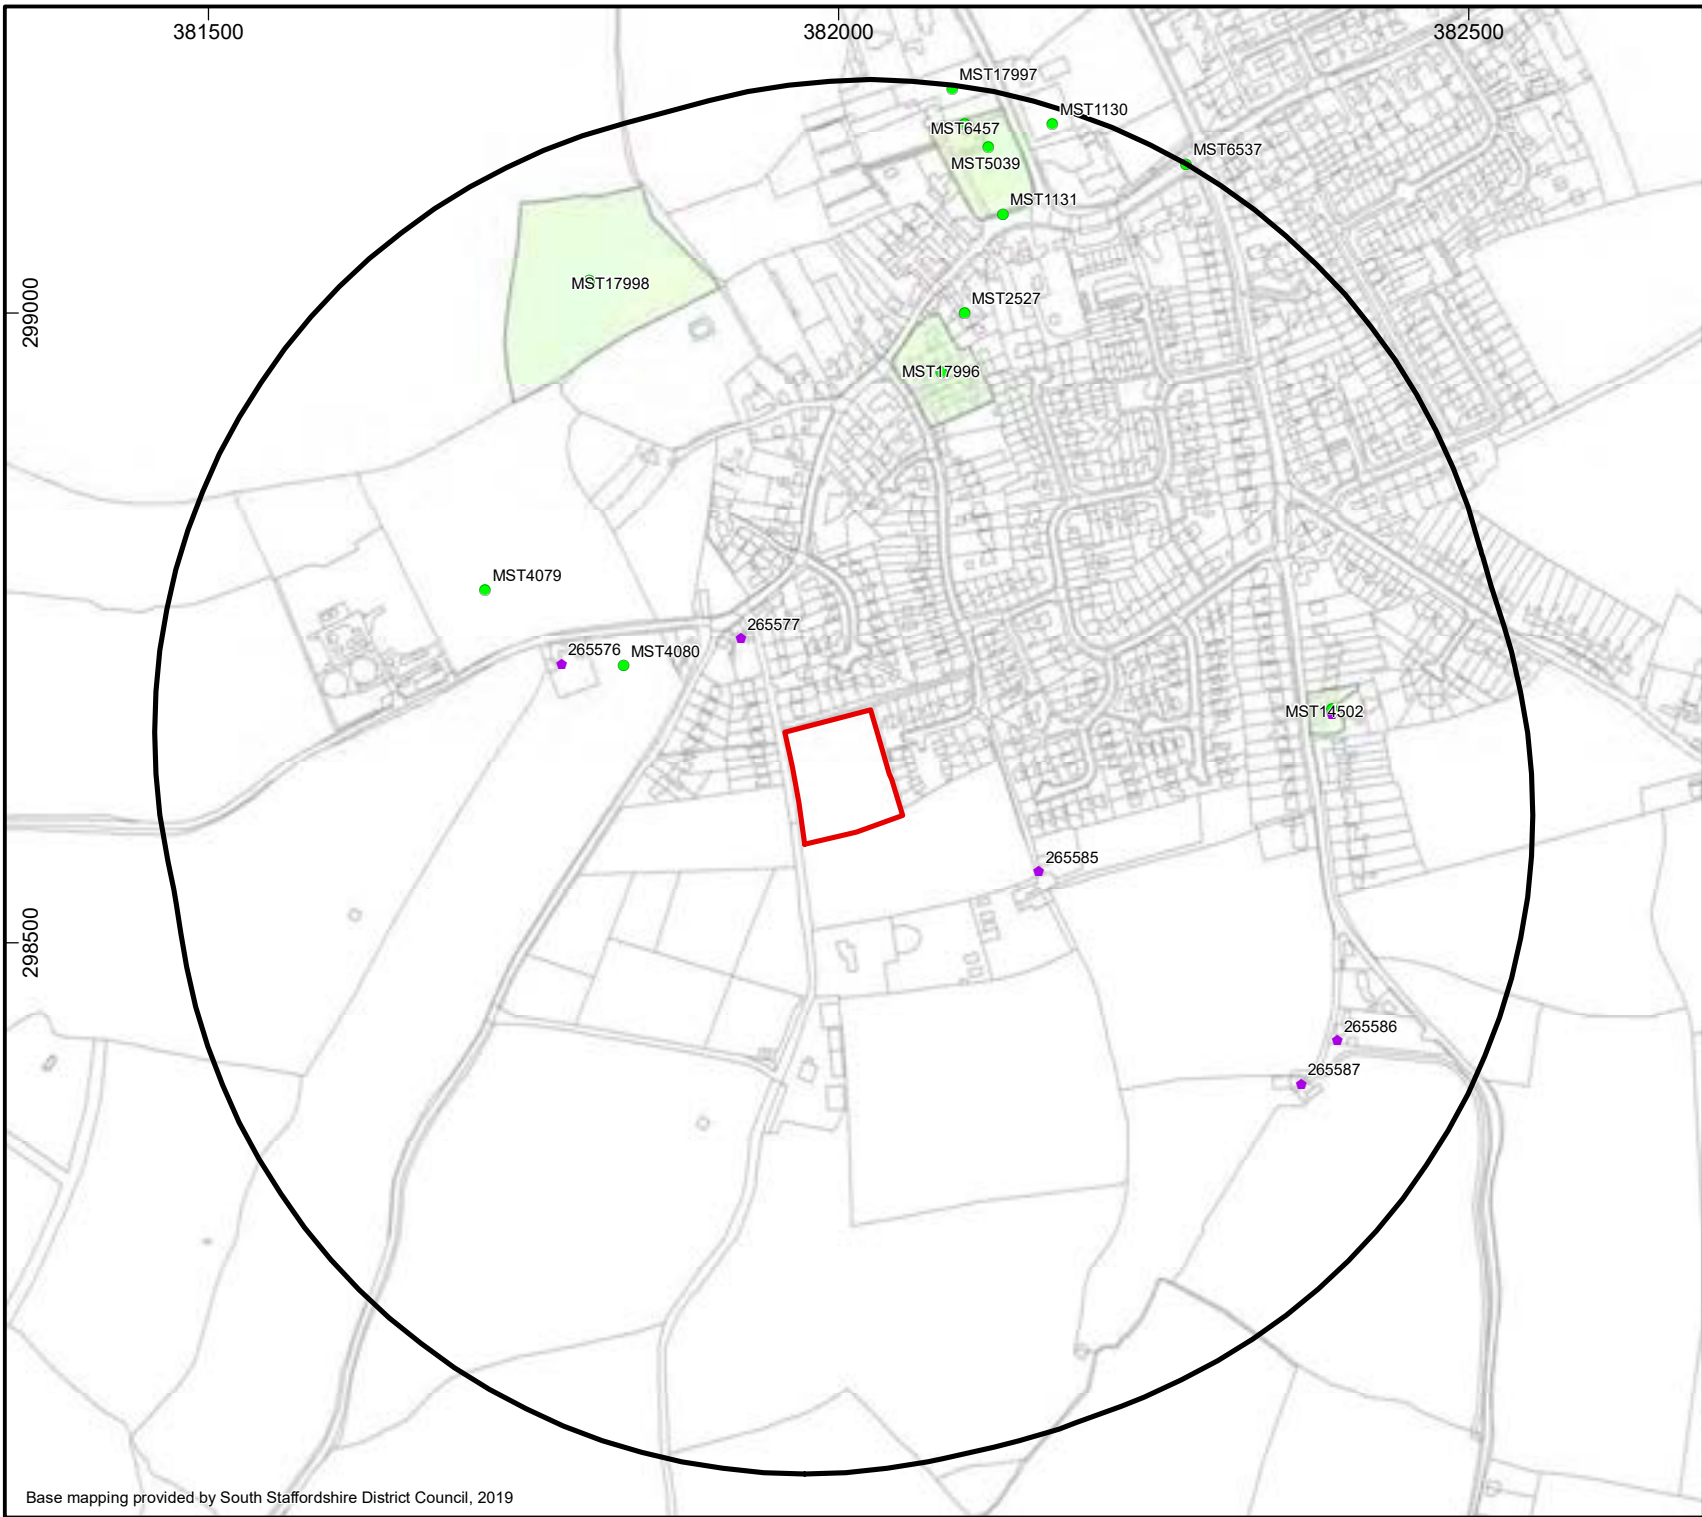 381500
382000
382500
MST17997
MST1130
MST6457
MST6537
MST5039
MST1131
MST17998
299000
MST2527
MST17996
MST4079
265577
265576
MST4080
MST14502
265585
298500
265586
265587
Base mapping provided by South Staffordshire District Council, 2019